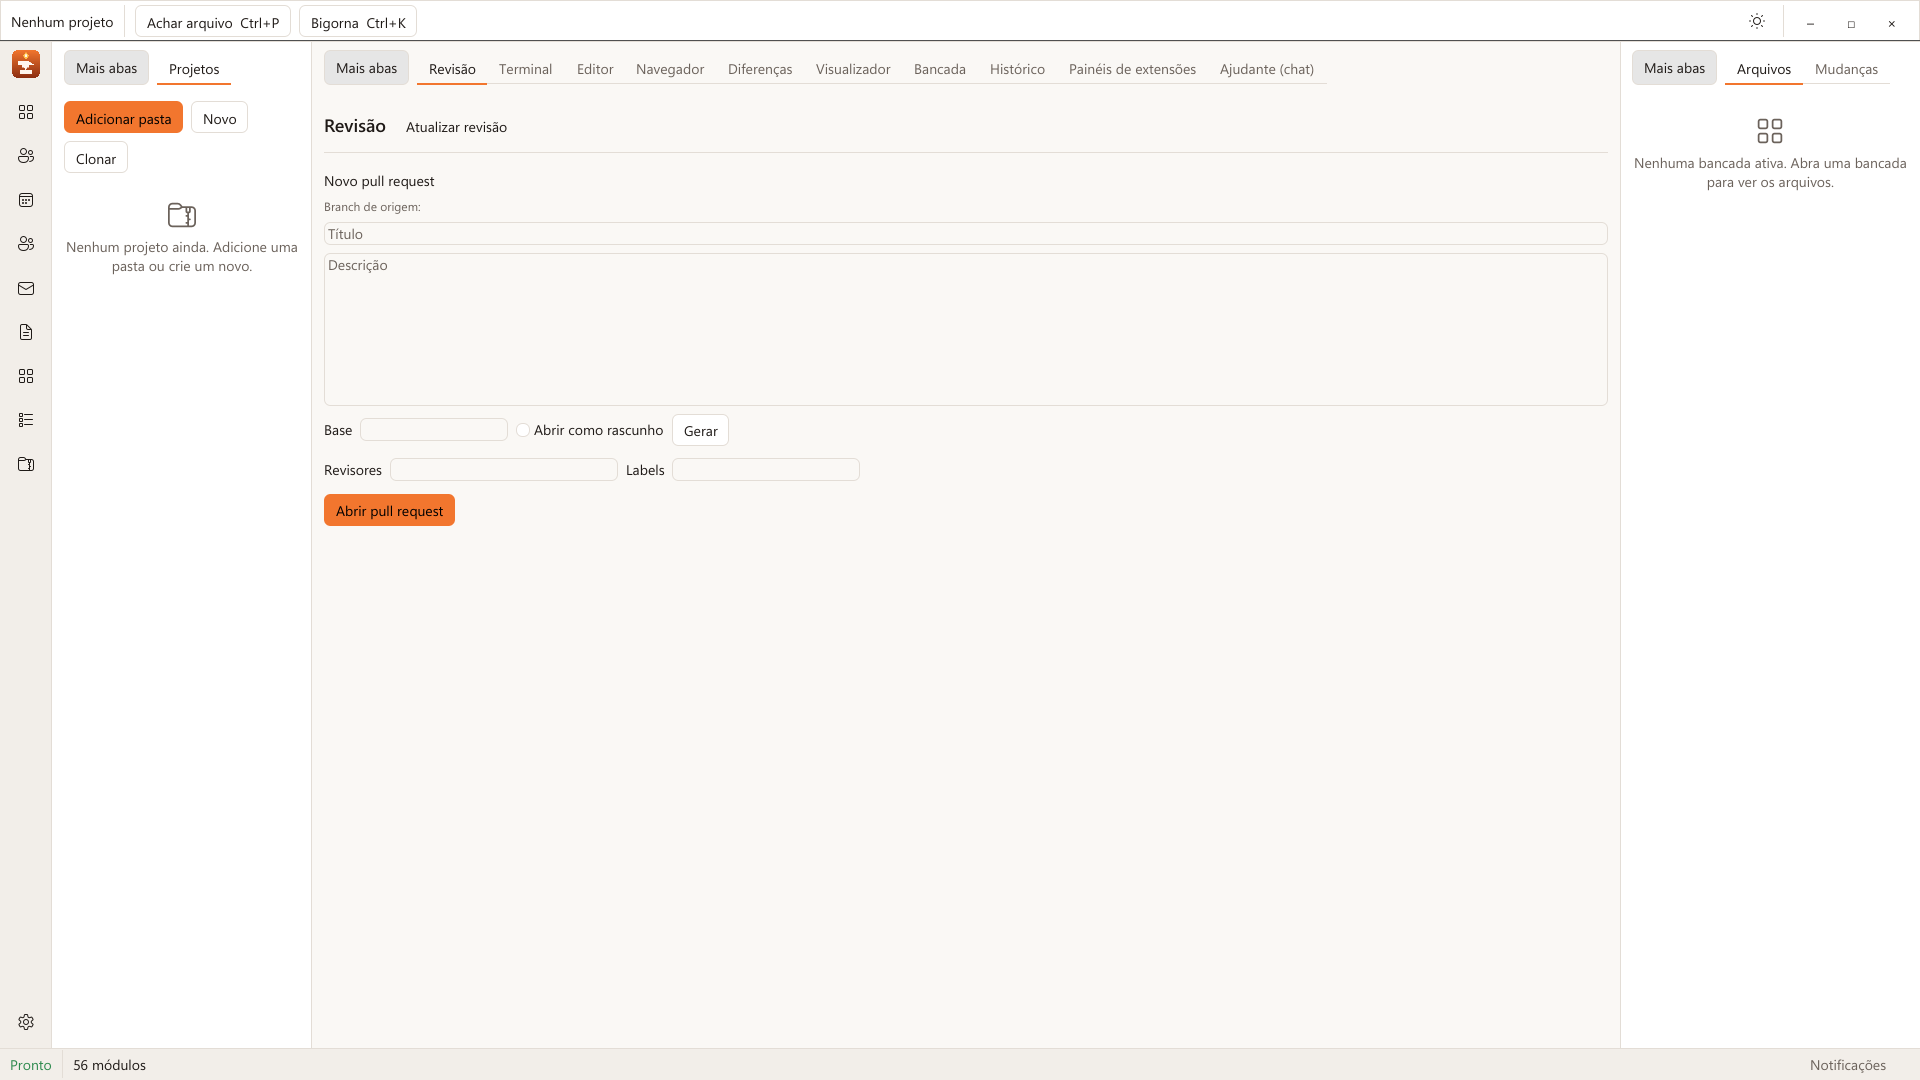 Nenhum projeto
Achar arquivo Ctrl+P
Bigorna Ctrl+K
Mais abas
Projetos
Adicionar pasta
Novo
Clonar
Nenhum projeto ainda. Adicione uma
pasta ou crie um novo.
Mais abas
Revisão
Terminal
Editor
Navegador
Diferenças
Visualizador
Bancada
Histórico
Painéis de extensões
Ajudante (chat)
Revisão
Atualizar revisão
Novo pull request
Branch de origem:
Título
Descrição
Base
Abrir como rascunho
Gerar
Revisores
Labels
Abrir pull request
Mais abas
Arquivos
Mudanças
Nenhuma bancada ativa. Abra uma bancada
para ver os arquivos.
Pronto
56 módulos
Notificações